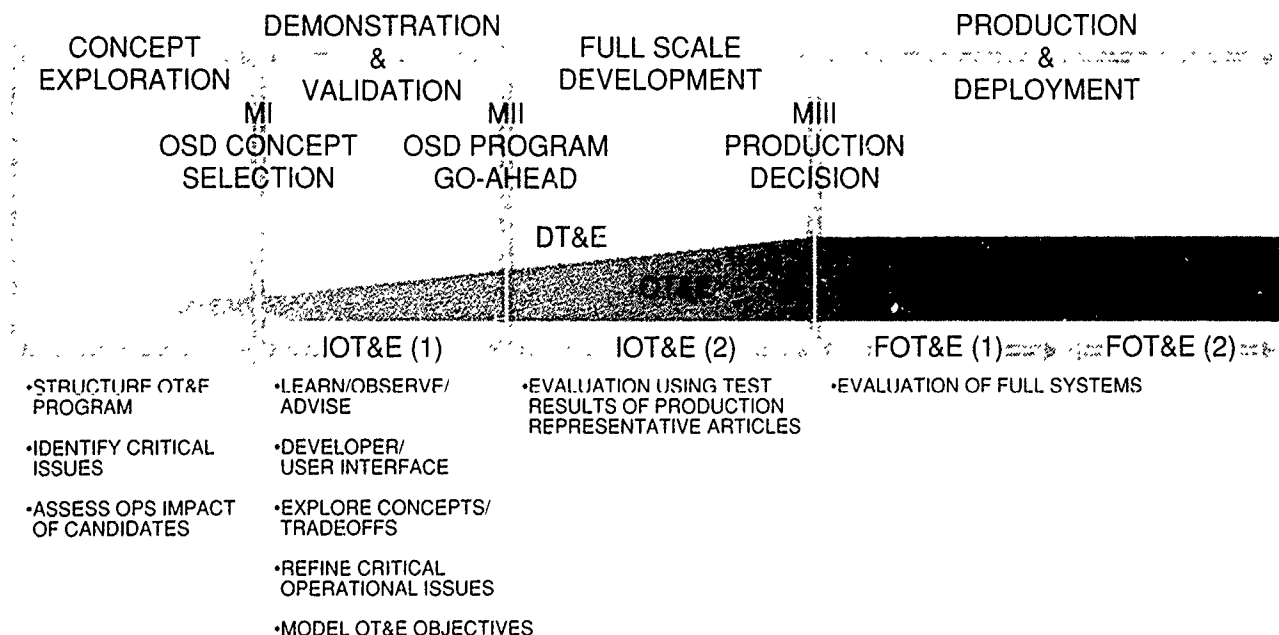 CONCEPT
EXPLORATION
DEMONSTRATION
&
VALIDATION
FULL SCALE
DEVELOPMENT
PRODUCTION
&
DEPLOYMENT
MI
OSD CONCEPT
SELECTION
MII
OSD PROGRAM
GO-AHEAD
MIII
PRODUCTION
DECISION
DT&E
OT&E
IOT&E (1)
IOT&E (2)
FOT&E (1)
FOT&E (2)
•STRUCTURE OT&E
PROGRAM
•IDENTIFY CRITICAL
ISSUES
•ASSESS OPS IMPACT
OF CANDIDATES
•LEARN/OBSERVE/
ADVISE
•DEVELOPER/
USER INTERFACE
•EXPLORE CONCEPTS/
TRADEOFFS
•REFINE CRITICAL
OPERATIONAL ISSUES
•MODEL OT&E OBJECTIVES
•EVALUATION USING TEST
RESULTS OF PRODUCTION
REPRESENTATIVE ARTICLES
•EVALUATION OF FULL SYSTEMS